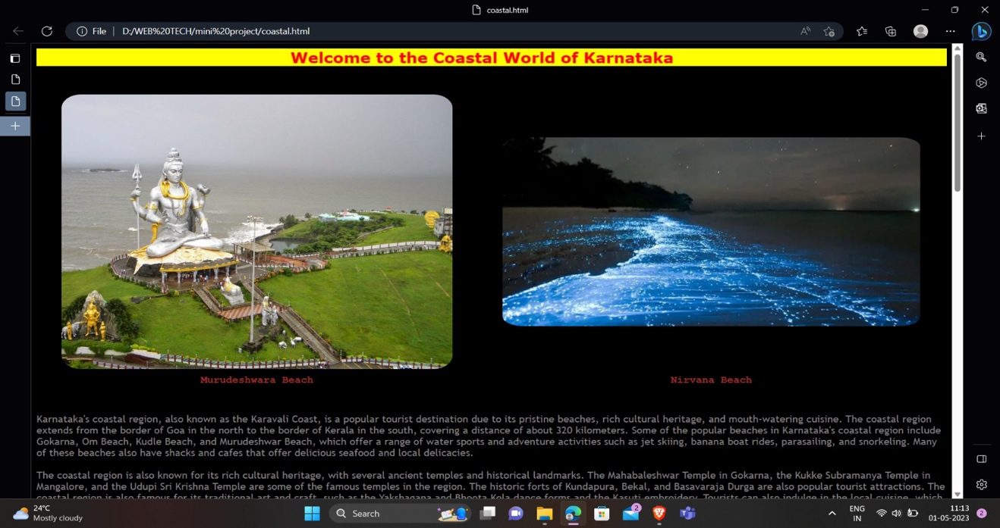 coastal.html
File
D:/WEB%20TECH/mini%20project/coastal.html
Welcome to the Coastal World of Karnataka
Murudeshwara Beach
Nirvana Beach
Karnataka's coastal region, also known as the Karavali Coast, is a popular tourist destination due to its pristine beaches, rich cultural heritage, and mouth-watering cuisine. The coastal region
extends from the border of Goa in the north to the border of Kerala in the south, covering a distance of about 320 kilometers. Some of the popular beaches in Karnataka's coastal region include
Gokarna, Om Beach, Kudle Beach, and Murudeshwar Beach, which offer a range of water sports and adventure activities such as jet skiing, banana boat rides, parasailing, and snorkeling. Many
of these beaches also have shacks and cafes that offer delicious seafood and local delicacies.
The coastal region is also known for its rich cultural heritage, with several ancient temples and historical landmarks. The Mahabaleshwar Temple in Gokarna, the Kukke Subramanya Temple in
Mangalore, and the Udupi Sri Krishna Temple are some of the famous temples in the region. The historic forts of Kundapura, Bekal, and Basavaraja Durga are also popular tourist attractions. The
coastal region is also famous for its traditional art and craft, such as the Yakshagana and Bhoota Kola dance forms and the Kasuti embroidery. Tourists can also indulge in the local cuisine, which
24°C
Mostly cloudy
Search
2
ENG
IN
11:13
01-05-2023
2